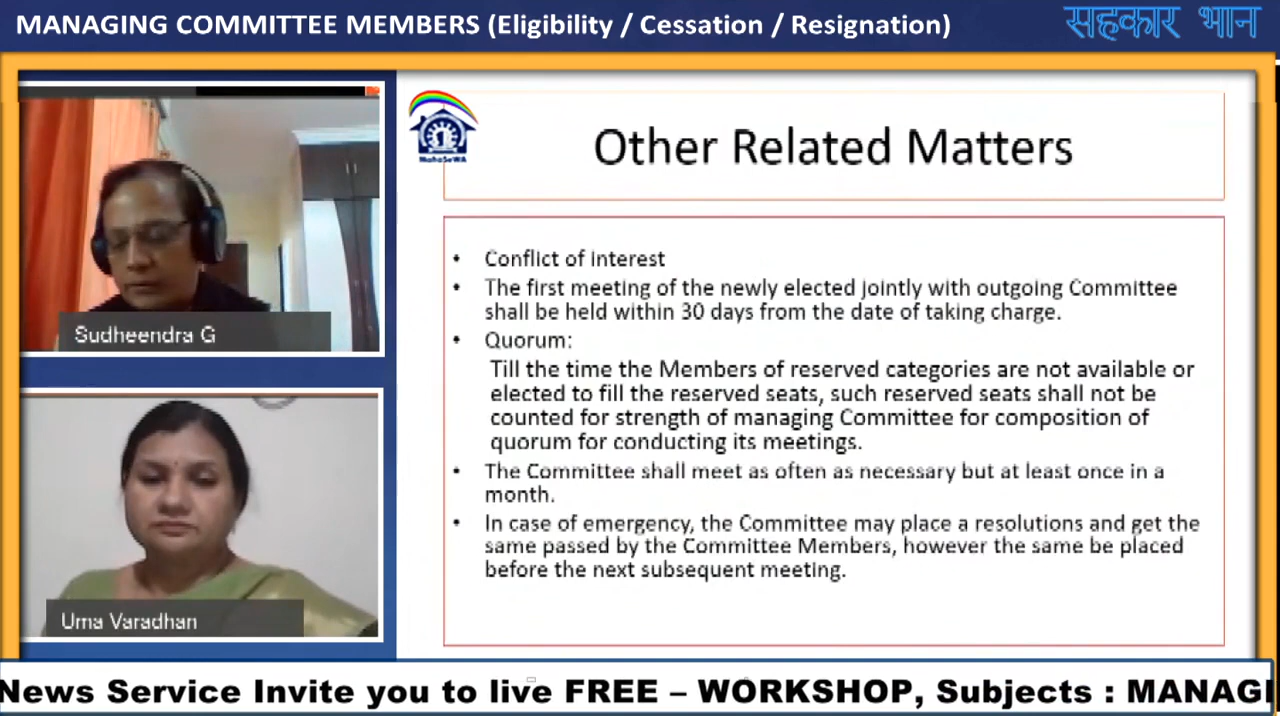 MANAGING COMMITTEE MEMBERS (Eligibility / Cessation / Resignation)
सहकार भान
MahaSeWA
Other Related Matters
• Conflict of interest
• The first meeting of the newly elected jointly with outgoing Committee
shall be held within 30 days from the date of taking charge.
• Quorum:
Till the time the Members of reserved categories are not available or
elected to fill the reserved seats, such reserved seats shall not be
counted for strength of managing Committee for composition of
quorum for conducting its meetings.
• The Committee shall meet as often as necessary but at least once in a
month.
• In case of emergency, the Committee may place a resolutions and get the
same passed by the Committee Members, however the same be placed
before the next subsequent meeting.
Sudheendra G
Uma Varadhan
News Service Invite you to live FREE – WORKSHOP, Subjects : MANAGI